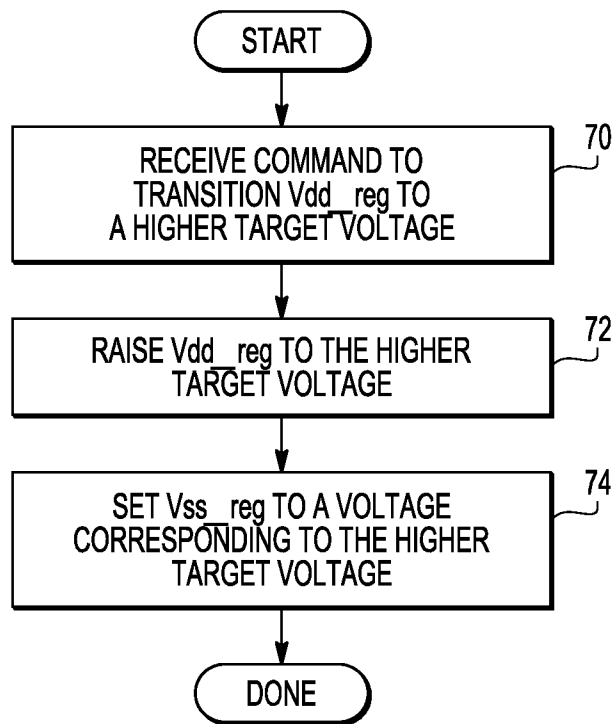 START
RECEIVE COMMAND TO
TRANSITION Vdd_reg TO
A HIGHER TARGET VOLTAGE
70
RAISE Vdd_reg TO THE HIGHER
TARGET VOLTAGE
72
SET Vss_reg TO A VOLTAGE
CORRESPONDING TO THE HIGHER
TARGET VOLTAGE
74
DONE